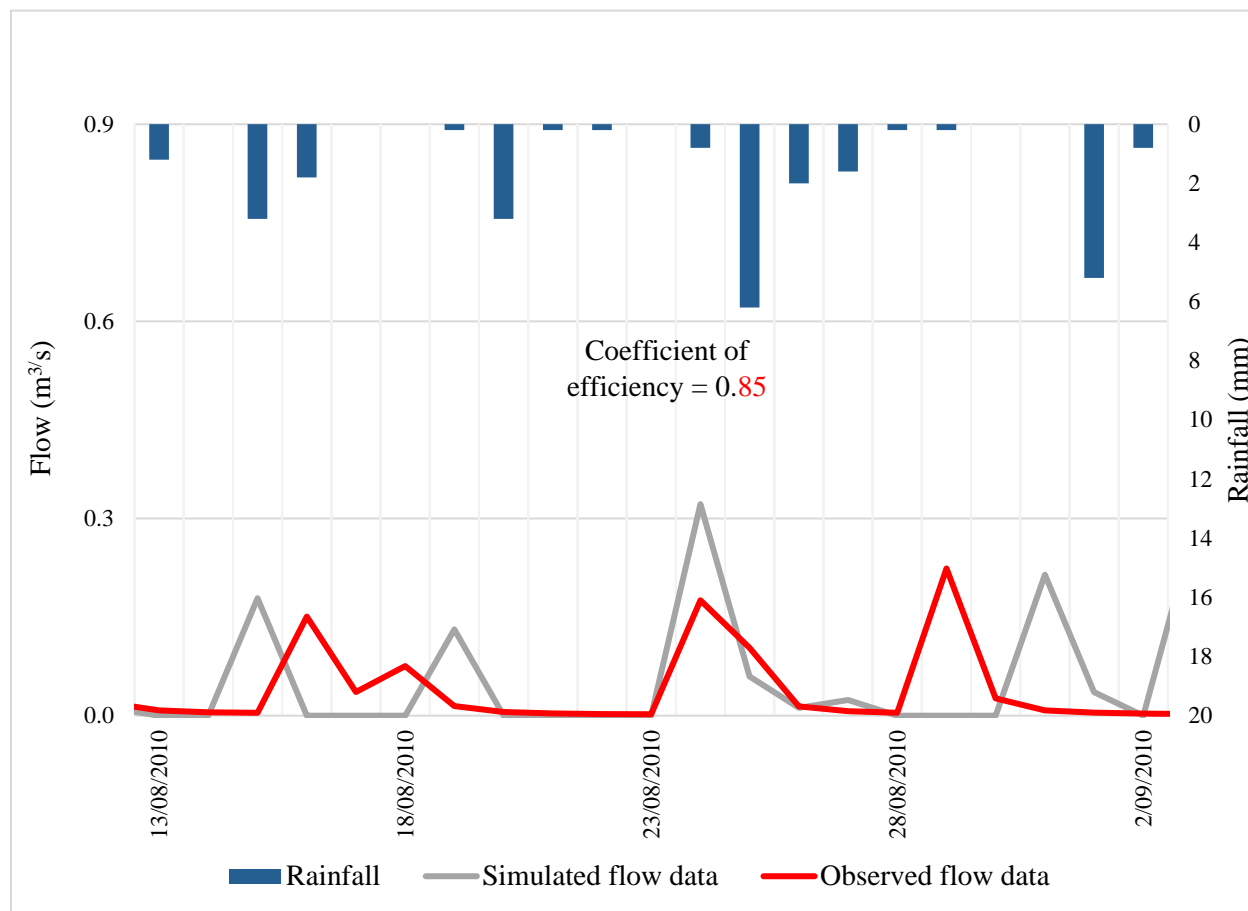 0.9
0.6
0.3
0.0
Flow (m³/s)
Coefficient of
efficiency = 0.85
0
2
4
6
8
10
12
14
16
18
20
Rainfall (mm)
13/08/2010
18/08/2010
23/08/2010
28/08/2010
2/09/2010
Rainfall
Simulated flow data
Observed flow data